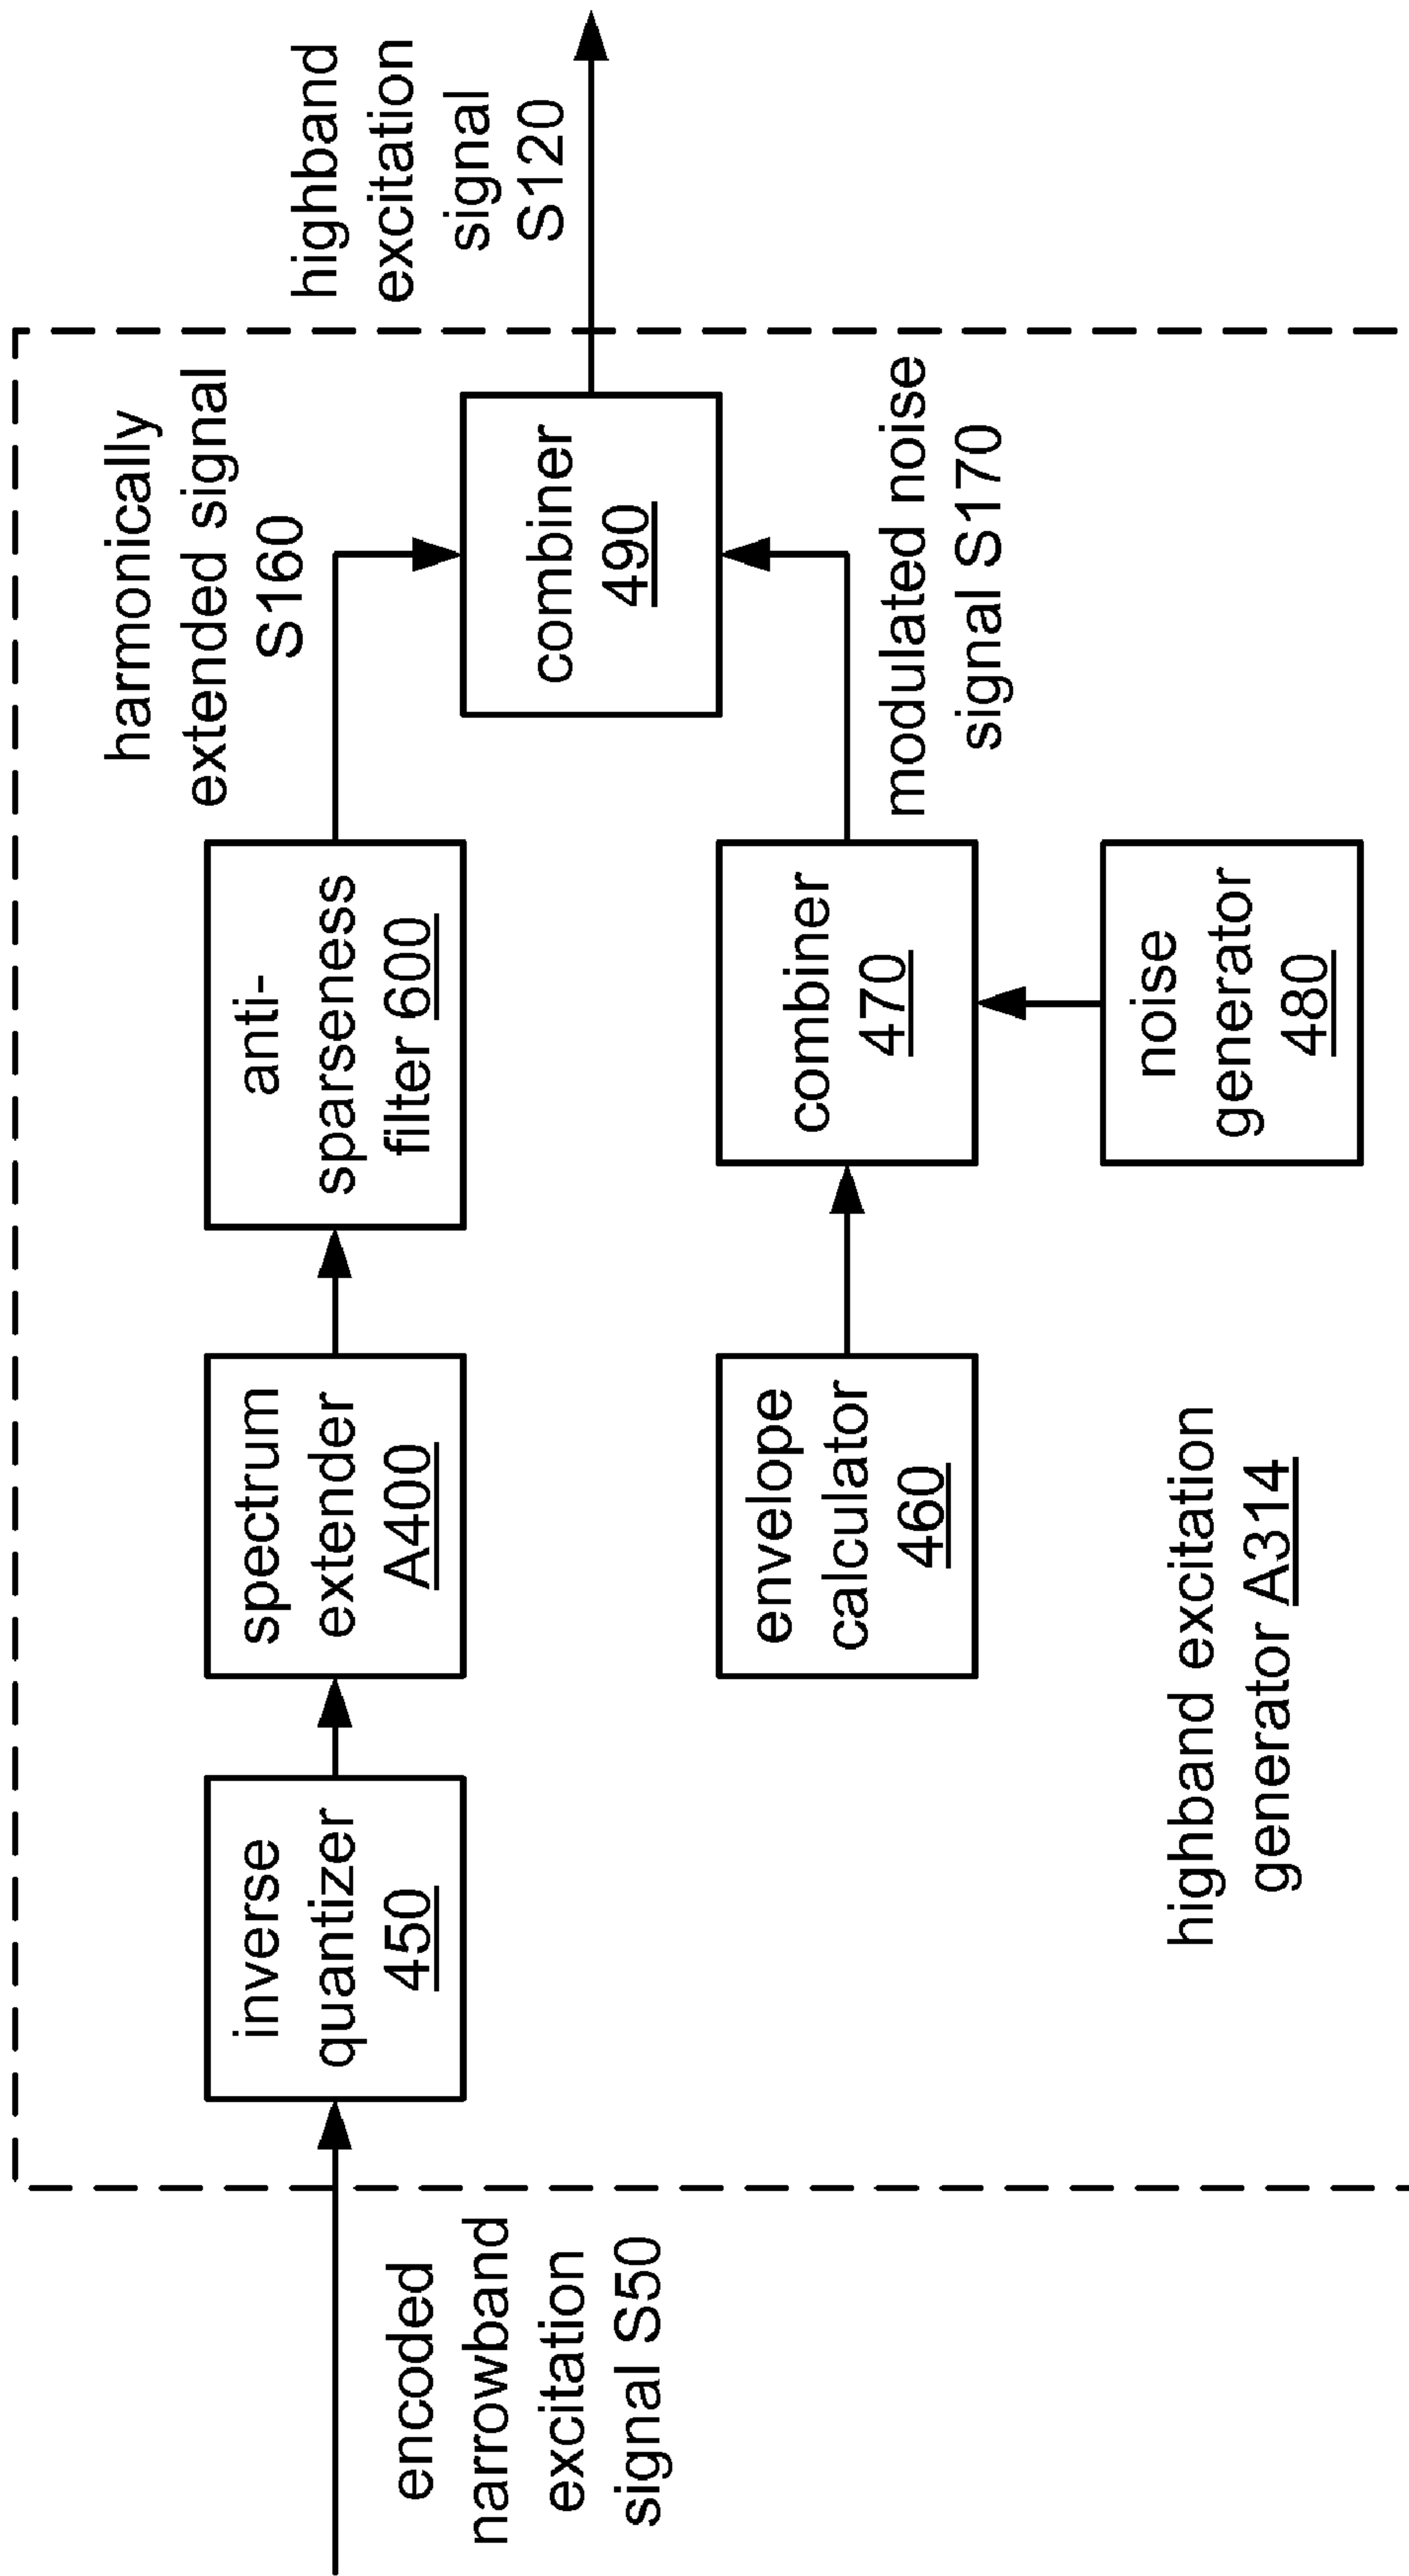 encoded
narrowband
excitation
signal S50
inverse
quantizer
450
spectrum
extender
A400
anti-
sparseness
filter 600
harmonically
extended signal
S160
combiner
490
highband
excitation
signal
S120
envelope
calculator
460
combiner
470
modulated noise
signal S170
noise
generator
480
highband excitation
generator A314